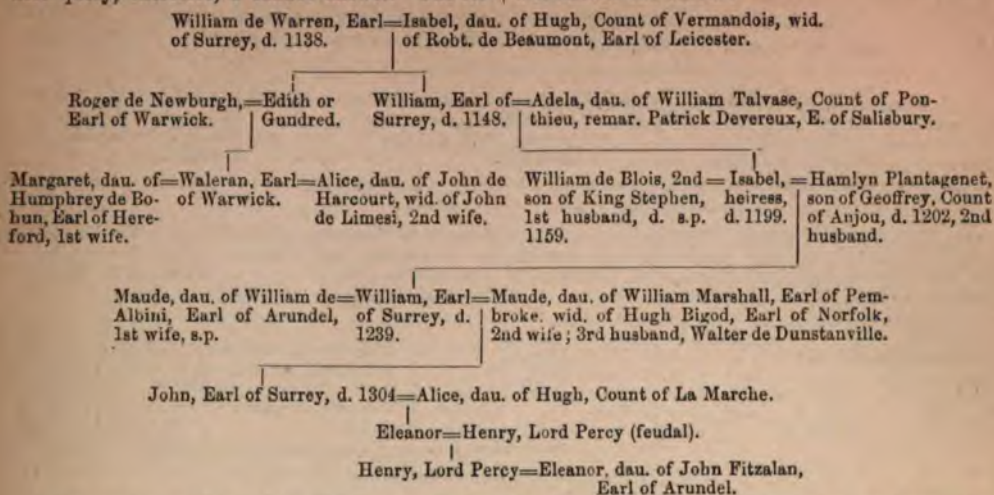 William de Warren, Earl=Isabel, dau. of Hugh, Count of Vermandois, wid.
of Surrey, d. 1138. of Robt. de Beaumont, Earl of Leicester.
Roger de Newburgh,=Edith or William, Earl of=Adela, dau. of William Talvase, Count of Pon-
Earl of Warwick. Gundred. Surrey, d. 1148. thieu, remar. Patrick Devereux, E. of Salisbury.
Margaret, dau. of=Waleran, Earl=Alice, dau. of John de William de Blois, 2nd= Isabel, =Hamlyn Plantagenet,
Humphrey de Bo- of Warwick. Harcourt, wid. of John son of King Stephen, heiress, son of Geoffrey, Count
hun, Earl of Here- de Limesi, 2nd wife. 1st husband, d. s.p. d. 1199. of Anjou, d. 1202, 2nd
ford, 1st wife. 1159. husband.
Maude, dau. of William de=William, Earl=Maude, dau. of William Marshall, Earl of Pem-
Albini, Earl of Arundel, of Surrey, d. broke. wid. of Hugh Bigod, Earl of Norfolk,
1st wife, s.p. 1239. 2nd wife; 3rd husband, Walter de Dunstanville.
John, Earl of Surrey, d. 1304=Alice, dau. of Hugh, Count of La Marche.
Eleanor=Henry, Lord Percy (feudal).
Henry, Lord Percy=Eleanor, dau. of John Fitzalan,
Earl of Arundel.